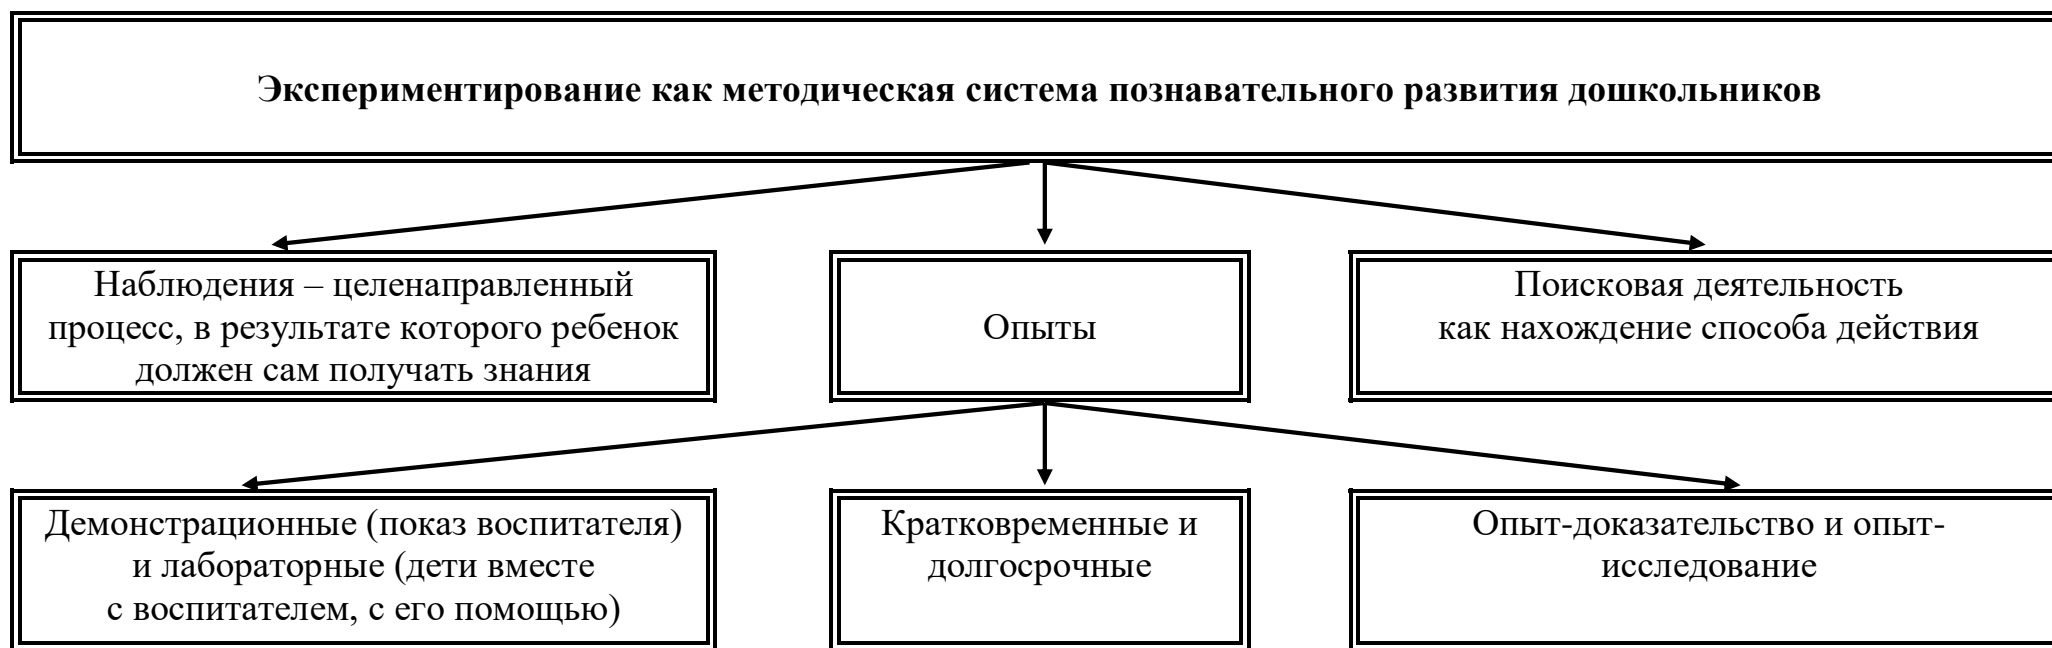 Экспериментирование как методическая система познавательного развития дошкольников
Наблюдения – целенаправленный
процесс, в результате которого ребенок
должен сам получать знания
Опыты
Поисковая деятельность
как нахождение способа действия
Демонстрационные (показ воспитателя)
и лабораторные (дети вместе
с воспитателем, с его помощью)
Кратковременные и
долгосрочные
Опыт-доказательство и опыт-
исследование